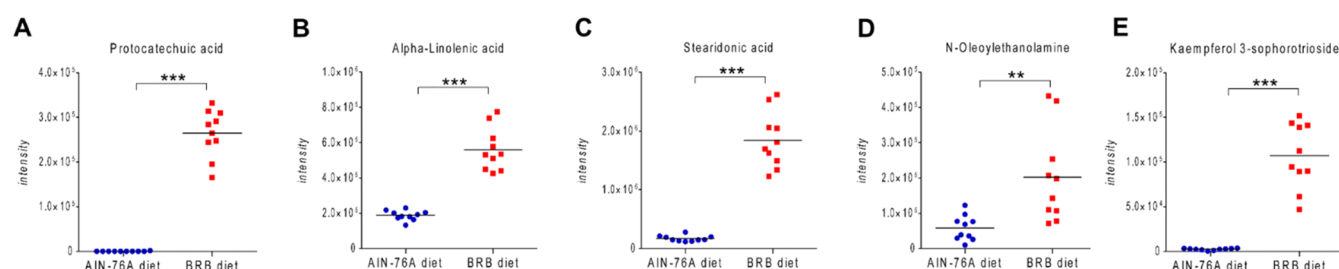 A
Protocatechuic acid
4.0×10⁵
3.0×10⁵
2.0×10⁵
1.0×10⁵
0
intensity
***
AIN-76A diet BRB diet
B
Alpha-Linolenic acid
1.0×10⁶
8.0×10⁵
6.0×10⁵
4.0×10⁵
2.0×10⁵
0
intensity
***
AIN-76A diet BRB diet
C
Stearidonic acid
3.0×10⁶
2.0×10⁶
1.0×10⁶
0
intensity
***
AIN-76A diet BRB diet
D
N-Oleoylethanolamine
5.0×10⁵
4.0×10⁵
3.0×10⁵
2.0×10⁵
1.0×10⁵
0
intensity
**
AIN-76A diet BRB diet
E
Kaempferol 3-sophorotrioside
2.0×10⁵
1.5×10⁵
1.0×10⁵
5.0×10⁴
0
intensity
***
AIN-76A diet BRB diet